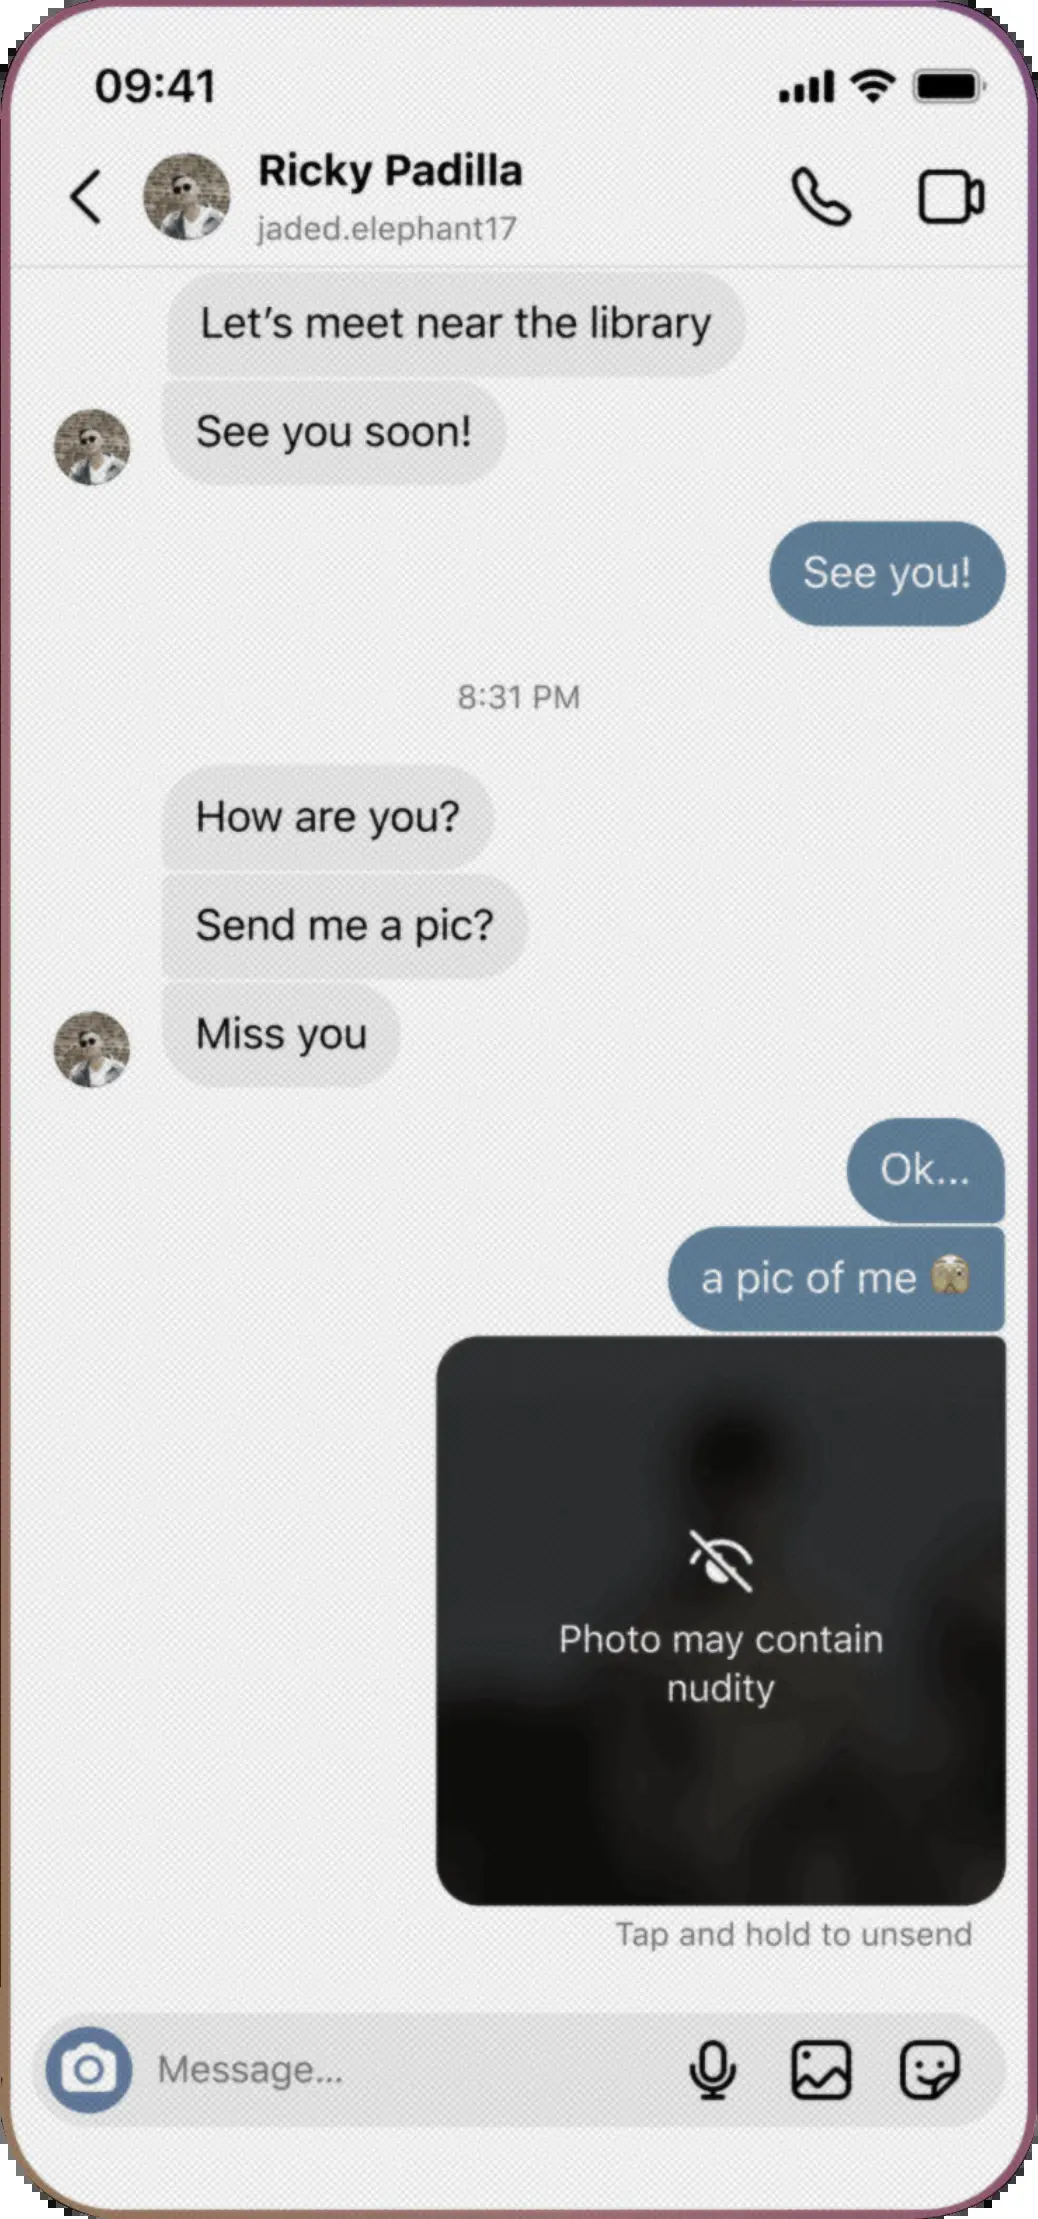 09:41
Ricky Padilla
jaded.elephant17
Let’s meet near the library
See you soon!
See you!
8:31 PM
How are you?
Send me a pic?
Miss you
Ok...
a pic of me 🫣
Photo may contain
nudity
Tap and hold to unsend
Message...